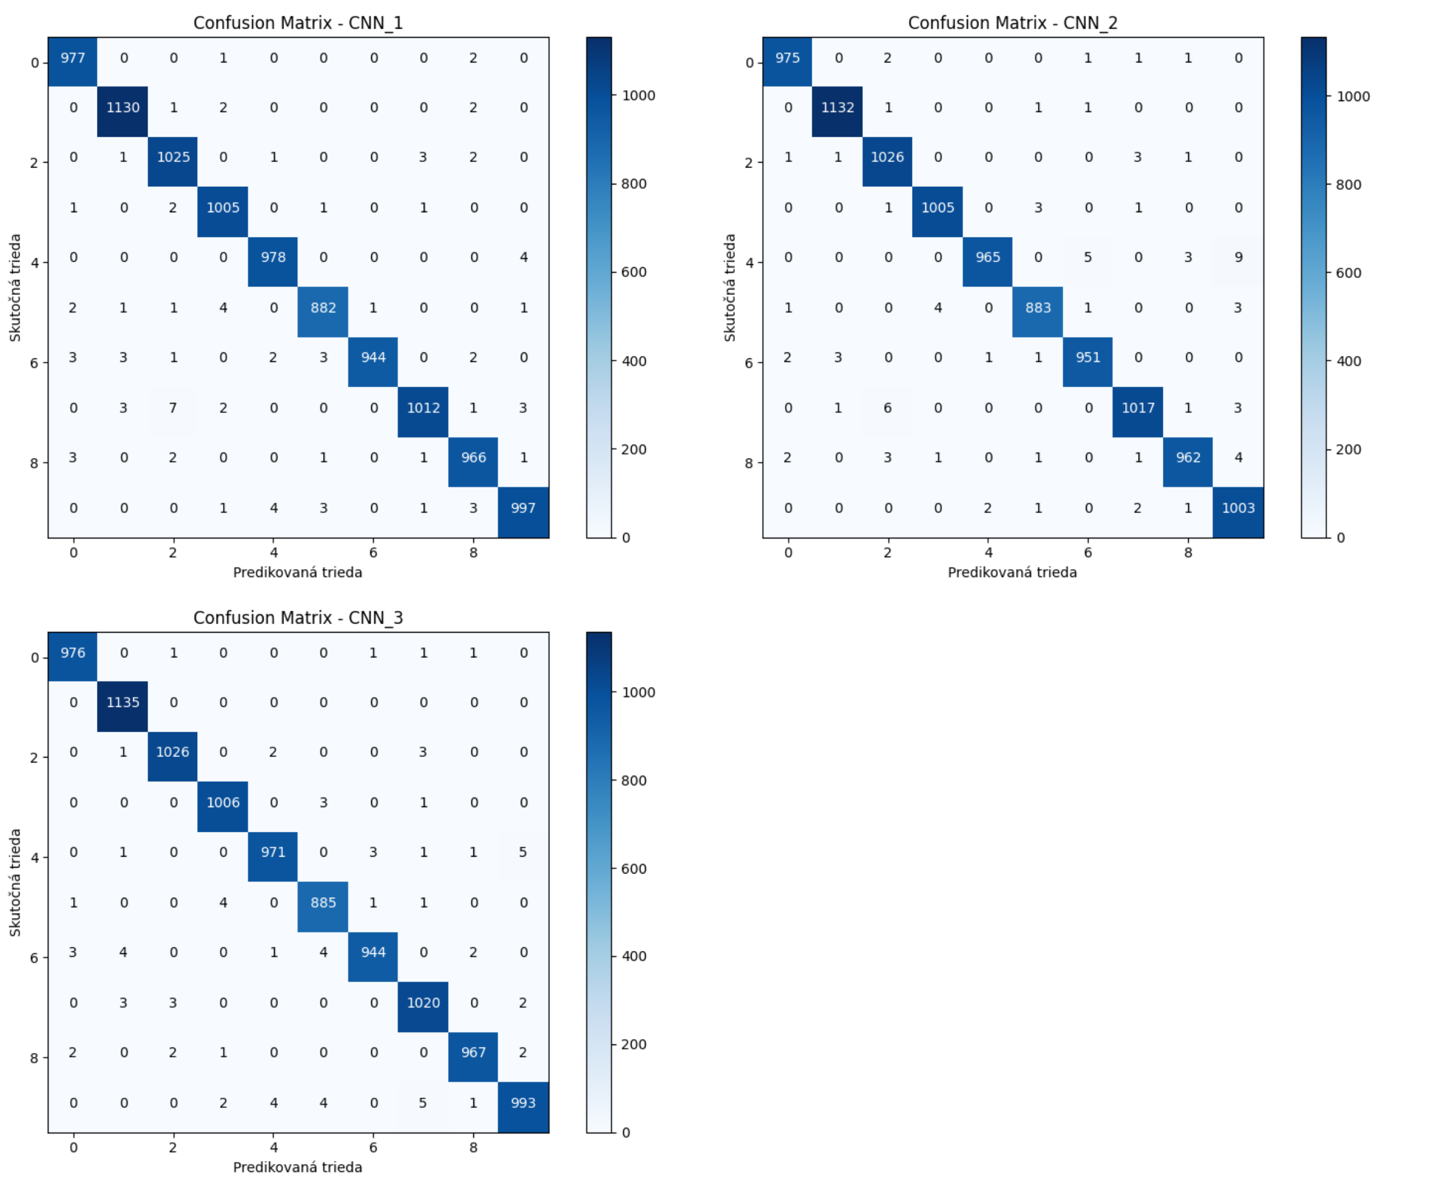 Confusion Matrix - CNN_1
0 977 0 0 1 0 0 0 0 2 0
0 1130 1 2 0 0 0 0 2 0
2 0 1 1025 0 1 0 0 3 2 0
1 0 2 1005 0 1 0 1 0 0
4 0 0 0 0 978 0 0 0 0 4
2 1 1 4 0 882 1 0 0 1
6 3 3 1 0 2 3 944 0 2 0
0 3 7 2 0 0 0 1012 1 3
8 3 0 2 0 0 1 0 1 966 1
0 0 0 1 4 3 0 1 3 997
0 2 4 6 8
Predikovaná trieda
Skutočná trieda
1000
800
600
400
200
0
Confusion Matrix - CNN_2
0 975 0 2 0 0 0 1 1 1 0
0 1132 1 0 0 1 1 0 0 0
2 1 1 1026 0 0 0 0 3 1 0
0 0 1 1005 0 3 0 1 0 0
4 0 0 0 0 965 0 5 0 3 9
1 0 0 4 0 883 1 0 0 3
6 2 3 0 0 1 1 951 0 0 0
0 1 6 0 0 0 0 1017 1 3
8 2 0 3 1 0 1 0 1 962 4
0 0 0 0 2 1 0 2 1 1003
0 2 4 6 8
Predikovaná trieda
Skutočná trieda
1000
800
600
400
200
0
Confusion Matrix - CNN_3
0 976 0 1 0 0 0 1 1 1 0
0 1135 0 0 0 0 0 0 0 0
2 0 1 1026 0 2 0 0 3 0 0
0 0 0 1006 0 3 0 1 0 0
4 0 1 0 0 971 0 3 1 1 5
1 0 0 4 0 885 1 1 0 0
6 3 4 0 0 1 4 944 0 2 0
0 3 3 0 0 0 0 1020 0 2
8 2 0 2 1 0 0 0 0 967 2
0 0 0 2 4 4 0 5 1 993
0 2 4 6 8
Predikovaná trieda
Skutočná trieda
1000
800
600
400
200
0